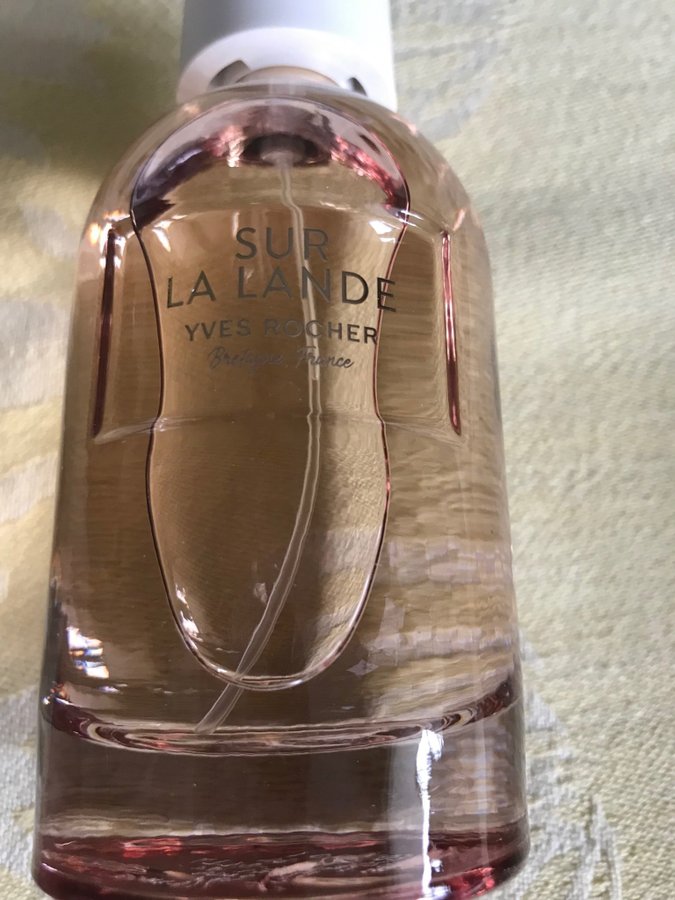 SUR
LA LANDE
YVES ROCHER
Bretagne, France